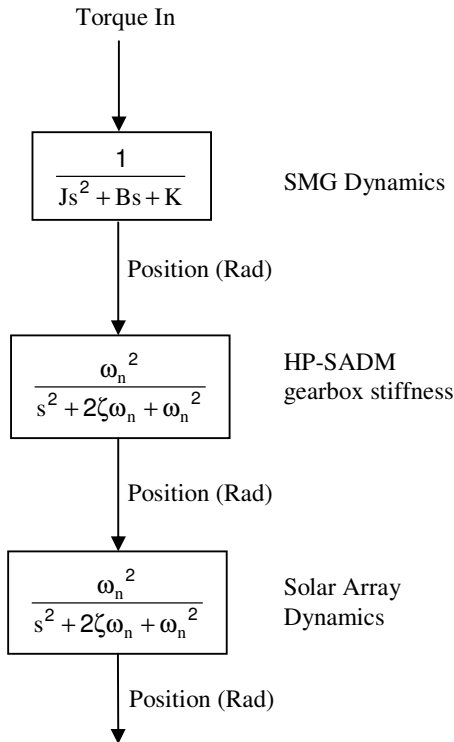 Torque In
1
Js² + Bs + K
SMG Dynamics
Position (Rad)
ωn²
s² + 2ζωn + ωn²
HP-SADM
gearbox stiffness
Position (Rad)
ωn²
s² + 2ζωn + ωn²
Solar Array
Dynamics
Position (Rad)